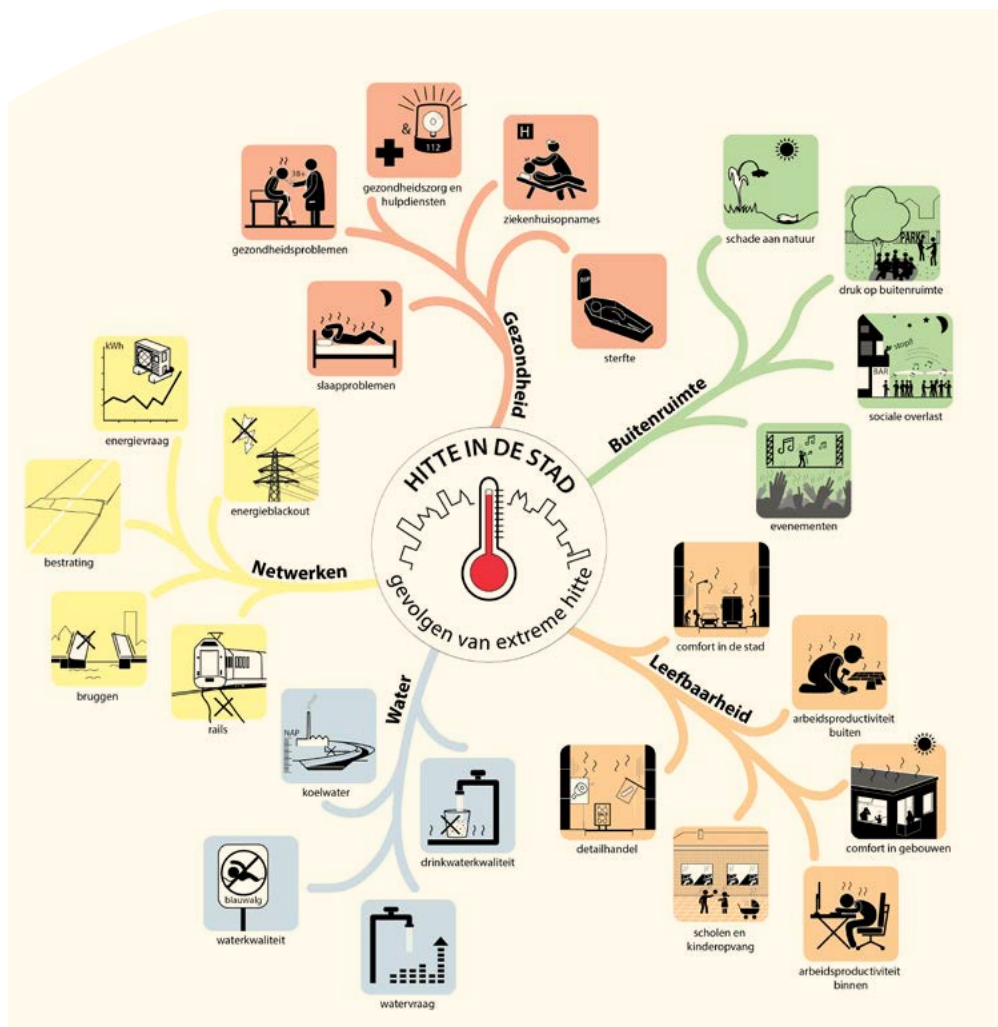 HITTE IN DE STAD
gevolgen van extreme hitte
Gezondheid
38+
gezondheidsproblemen
&
112
gezondheidszorg en
hulpdiensten
H
ziekenhuisopnames
RIP
sterfte
slaapproblemen
Buitenruimte
schade aan natuur
PARK
druk op buitenruimte
stop!!
BAR
sociale overlast
evenementen
Leefbaarheid
comfort in de stad
arbeidsproductiviteit
buiten
comfort in gebouwen
arbeidsproductiviteit
binnen
scholen en
kinderopvang
detailhandel
Water
drinkwaterkwaliteit
watervraag
blauwalg
waterkwaliteit
NAP
koelwater
Netwerken
rails
bruggen
bestrating
kWh
energievraag
energieblackout